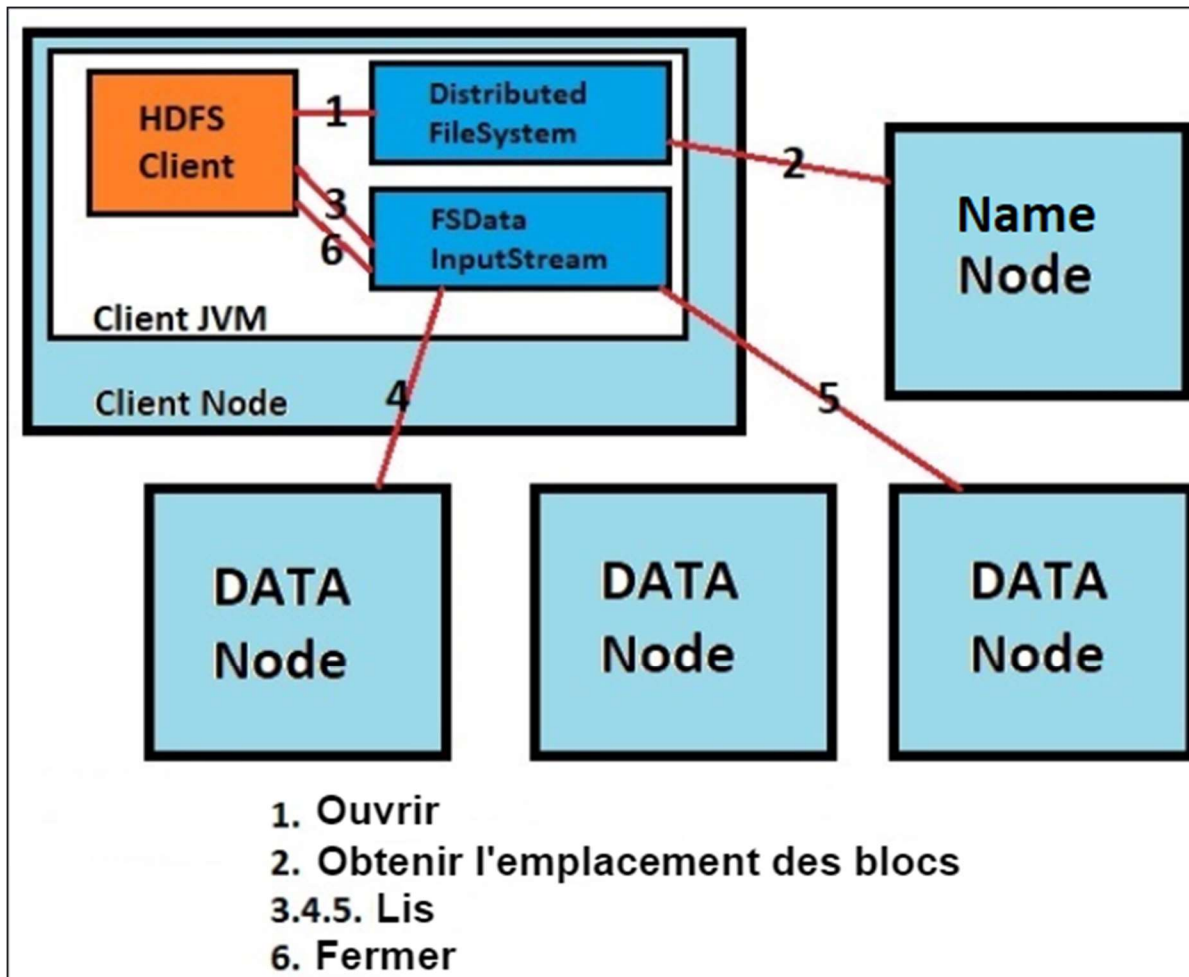 HDFS
Client
1
Distributed
FileSystem
2
Name
Node
3
6
FSData
InputStream
Client JVM
Client Node
4
5
DATA
Node
DATA
Node
DATA
Node
1. Ouvrir
2. Obtenir l'emplacement des blocs
3.4.5. Lis
6. Fermer